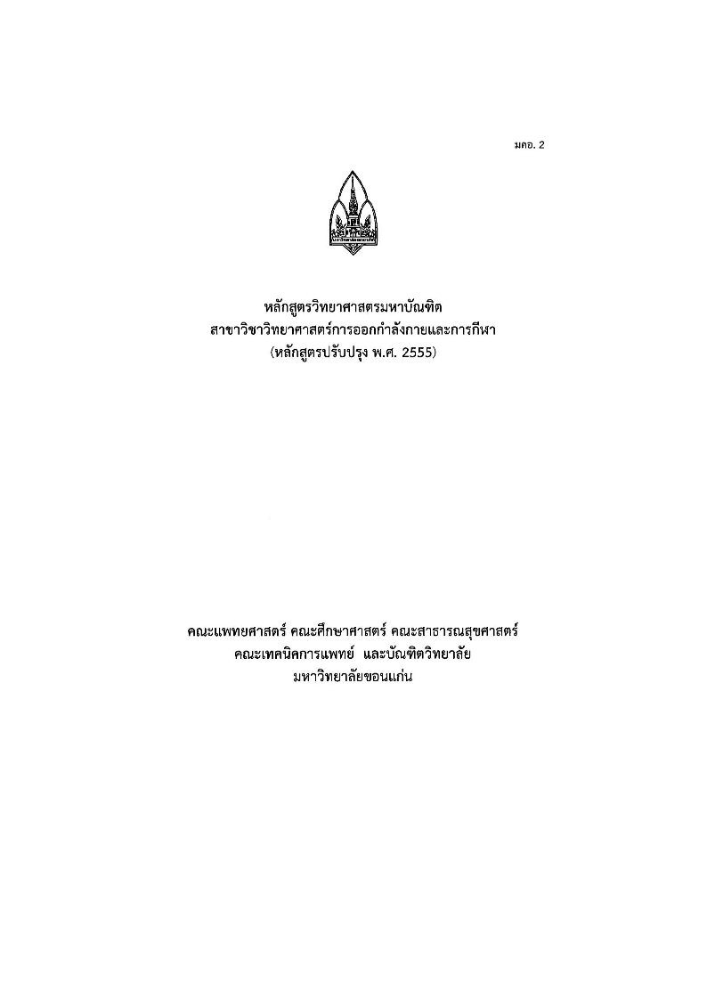 มคอ. 2
หลักสูตรวิทยาศาสตรมหาบัณฑิต
สาขาวิชาวิทยาศาสตร์การออกกำลังกายและการกีฬา
(หลักสูตรปรับปรุง พ.ศ. 2555)
คณะแพทยศาสตร์ คณะศึกษาศาสตร์ คณะสาธารณสุขศาสตร์
คณะเทคนิคการแพทย์ และบัณฑิตวิทยาลัย
มหาวิทยาลัยขอนแก่น